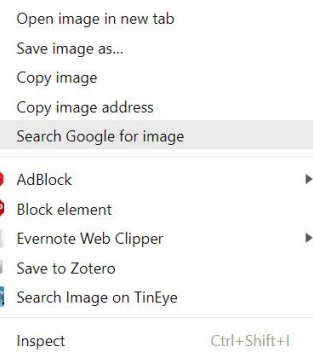 Open image in new tab
Save image as...
Copy image
Copy image address
Search Google for image
AdBlock
Block element
Evernote Web Clipper
Save to Zotero
Search Image on TinEye
Inspect Ctrl+Shift+I